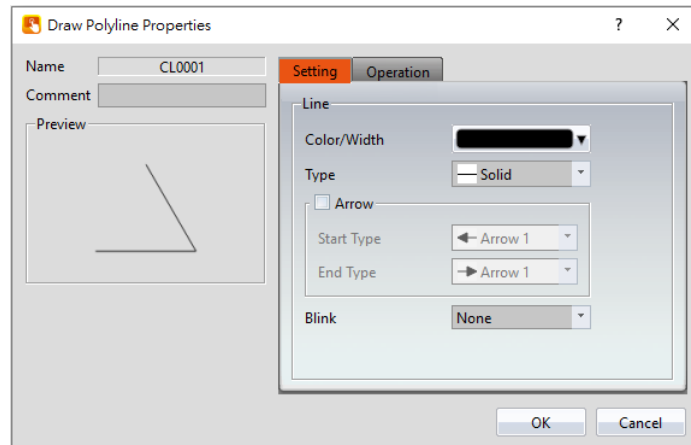 Draw Polyline Properties
?
Name
CL0001
Comment
Preview
Setting
Operation
Line
Color/Width
Type
Solid
Arrow
Start Type
Arrow 1
End Type
Arrow 1
Blink
None
OK
Cancel